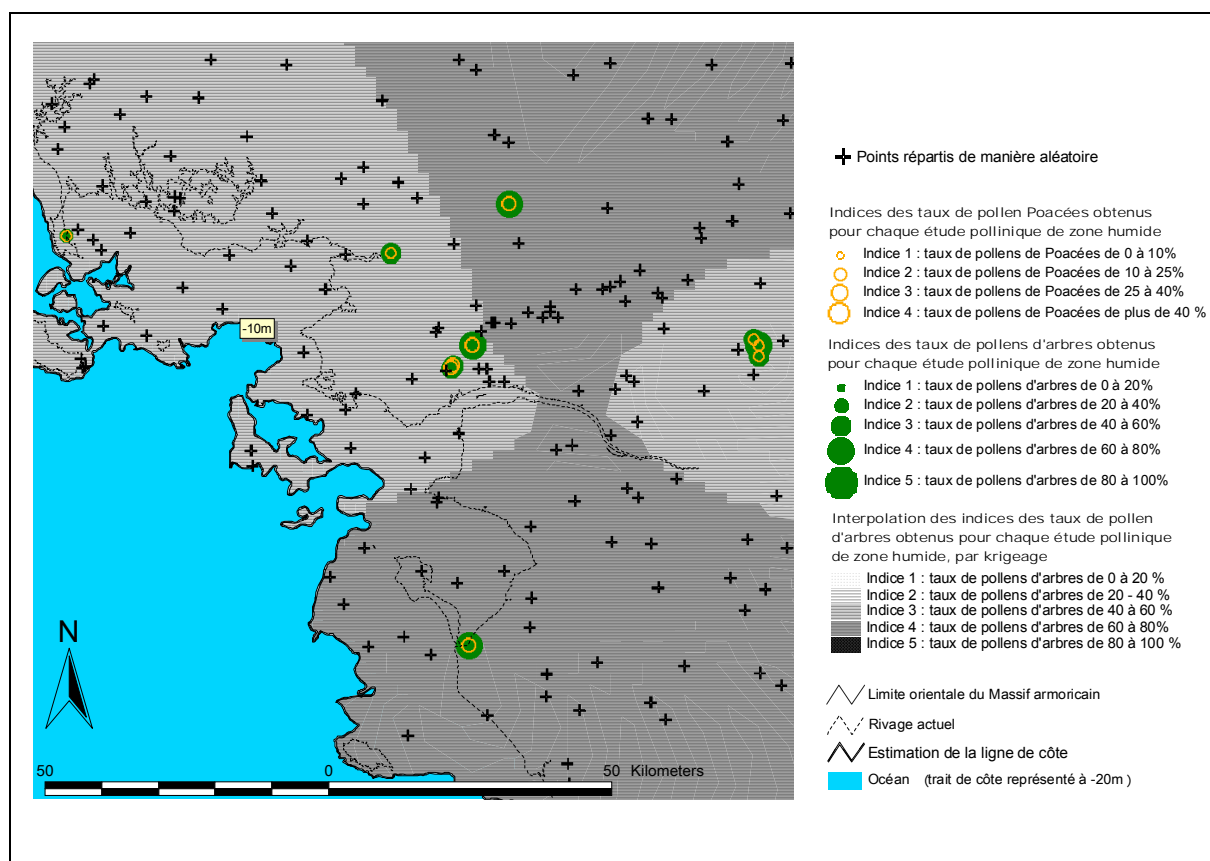 -10m
N
50
0
50 Kilometers
Points répartis de manière aléatoire
Indices des taux de pollen Poacées obtenus
pour chaque étude pollinique de zone humide
Indice 1 : taux de pollens de Poacées de 0 à 10%
Indice 2 : taux de pollens de Poacées de 10 à 25%
Indice 3 : taux de pollens de Poacées de 25 à 40%
Indice 4 : taux de pollens de Poacées de plus de 40 %
Indices des taux de pollens d'arbres obtenus
pour chaque étude pollinique de zone humide
Indice 1 : taux de pollens d'arbres de 0 à 20%
Indice 2 : taux de pollens d'arbres de 20 à 40%
Indice 3 : taux de pollens d'arbres de 40 à 60%
Indice 4 : taux de pollens d'arbres de 60 à 80%
Indice 5 : taux de pollens d'arbres de 80 à 100%
Interpolation des indices des taux de pollen
d'arbres obtenus pour chaque étude pollinique
de zone humide, par krigeage
Indice 1 : taux de pollens d'arbres de 0 à 20 %
Indice 2 : taux de pollens d'arbres de 20 - 40 %
Indice 3 : taux de pollens d'arbres de 40 à 60 %
Indice 4 : taux de pollens d'arbres de 60 à 80%
Indice 5 : taux de pollens d'arbres de 80 à 100 %
Limite orientale du Massif armoricain
Rivage actuel
Estimation de la ligne de côte
Océan (trait de côte représenté à -20m )